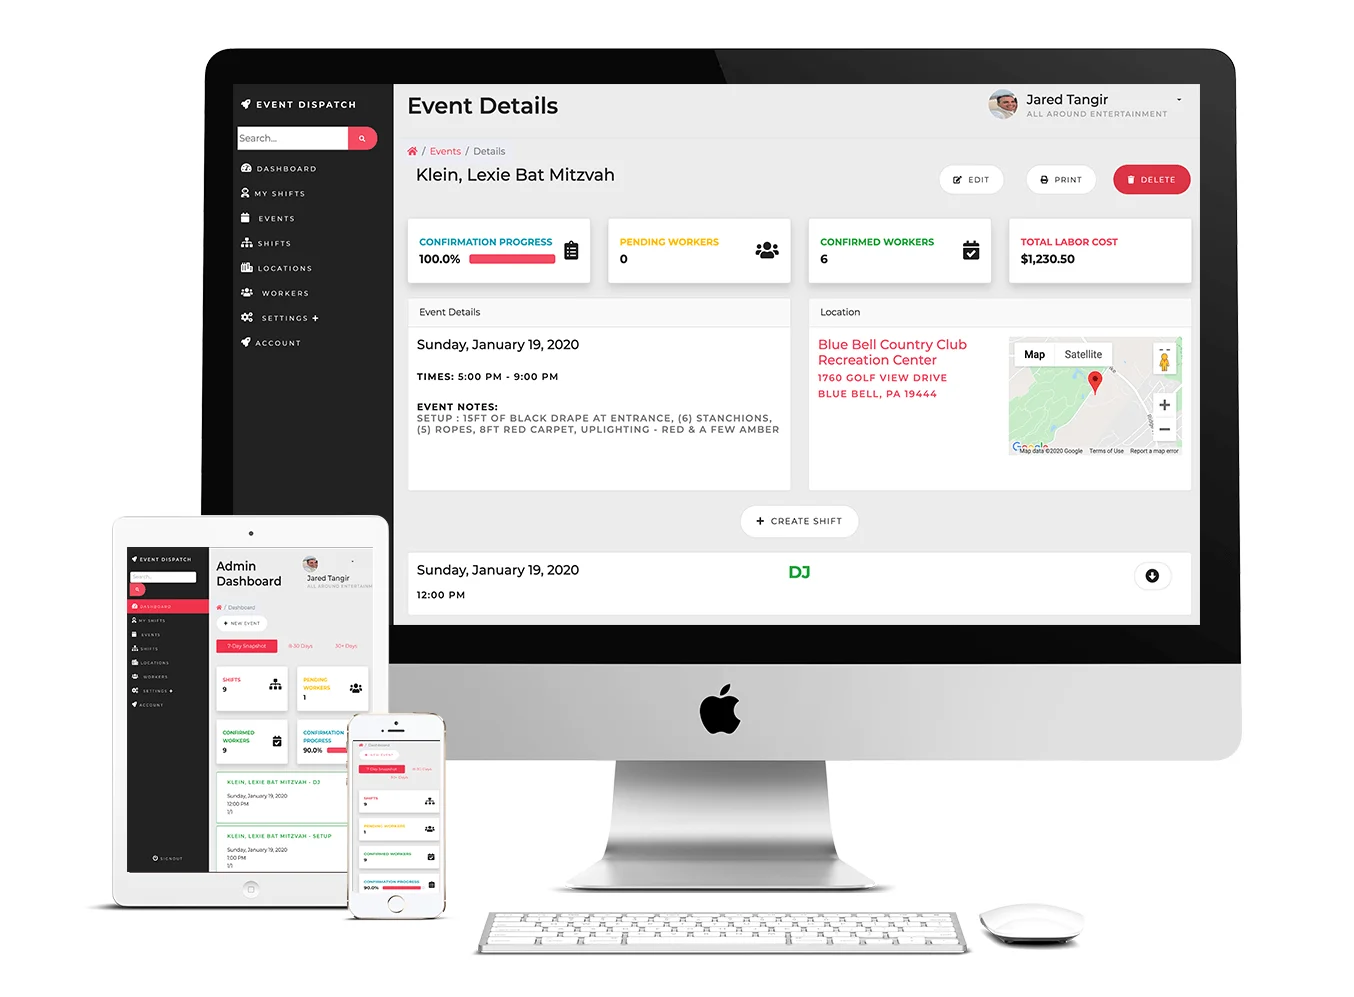 EVENT DISPATCH
Search...
DASHBOARD
MY SHIFTS
EVENTS
SHIFTS
LOCATIONS
WORKERS
SETTINGS +
ACCOUNT
Event Details
Jared Tangir
ALL AROUND ENTERTAINMENT
/ Events / Details
Klein, Lexie Bat Mitzvah
EDIT
PRINT
DELETE
CONFIRMATION PROGRESS
100.0%
PENDING WORKERS
0
CONFIRMED WORKERS
6
TOTAL LABOR COST
$1,230.50
Event Details
Sunday, January 19, 2020
TIMES: 5:00 PM - 9:00 PM
EVENT NOTES:
SETUP : 15FT OF BLACK DRAPE AT ENTRANCE, (6) STANCHIONS,
(5) ROPES, 8FT RED CARPET, UPLIGHTING - RED & A FEW AMBER
Location
Blue Bell Country Club
Recreation Center
1760 GOLF VIEW DRIVE
BLUE BELL, PA 19444
Map Satellite
+
−
Google
Map data ©2020 Google Terms of Use Report a map error
+ CREATE SHIFT
Sunday, January 19, 2020
12:00 PM
DJ
EVENT DISPATCH
Search...
DASHBOARD
MY SHIFTS
EVENTS
SHIFTS
LOCATIONS
WORKERS
SETTINGS +
ACCOUNT
SIGNOUT
Admin
Dashboard
Jared Tangir
ALL AROUND ENTERTAINM
/ Dashboard
+ NEW EVENT
7-Day Snapshot
8-30 Days
30+ Days
SHIFTS
9
PENDING
WORKERS
1
CONFIRMED
WORKERS
9
CONFIRMATION
PROGRESS
90.0%
KLEIN, LEXIE BAT MITZVAH - DJ
Sunday, January 19, 2020
12:00 PM
1/1
KLEIN, LEXIE BAT MITZVAH - SETUP
Sunday, January 19, 2020
1:00 PM
1/1
/ Dashboard
+ NEW EVENT
7-Day Snapshot
8-30 Days
30+ Days
SHIFTS
9
PENDING WORKERS
1
CONFIRMED WORKERS
9
CONFIRMATION PROGRESS
90.0%